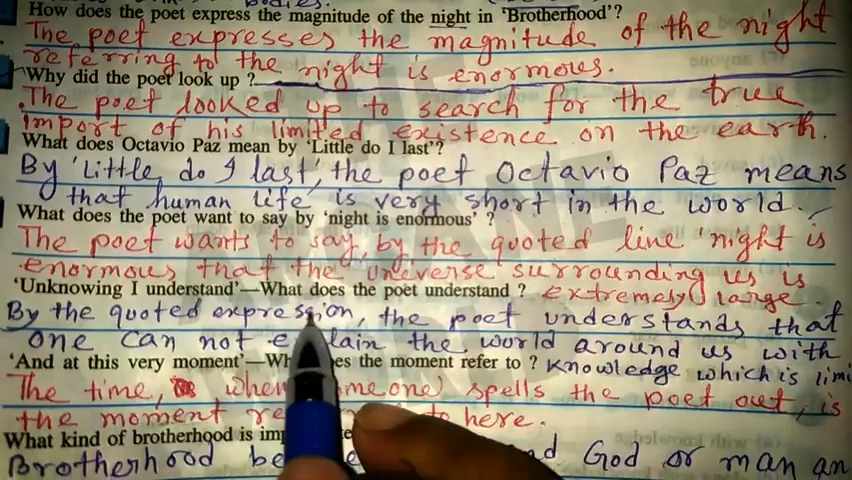 How does the poet express the magnitude of the night in 'Brotherhood'?
The poet expresses the magnitude of the night
referring to the night is enormous.
Why did the poet look up ?
The poet looked up to search for the true
import of his limited existence on the earth.
What does Octavio Paz mean by 'Little do I last'?
By 'Little do I last', the poet Octavio Paz means
that human life is very short in the world.
What does the poet want to say by 'night is enormous' ?
The poet wants to say, by the quoted line 'night is
enormous that the universe surrounding us is
extremely large.
'Unknowing I understand'—What does the poet understand ?
By the quoted expression, the poet understands that
one can not explain the world around us with
knowledge which is limi
'And at this very moment'— does the moment refer to ?
The time, when someone spells the poet out, is
the moment to here.
What kind of brotherhood is
Brotherhood God or man an